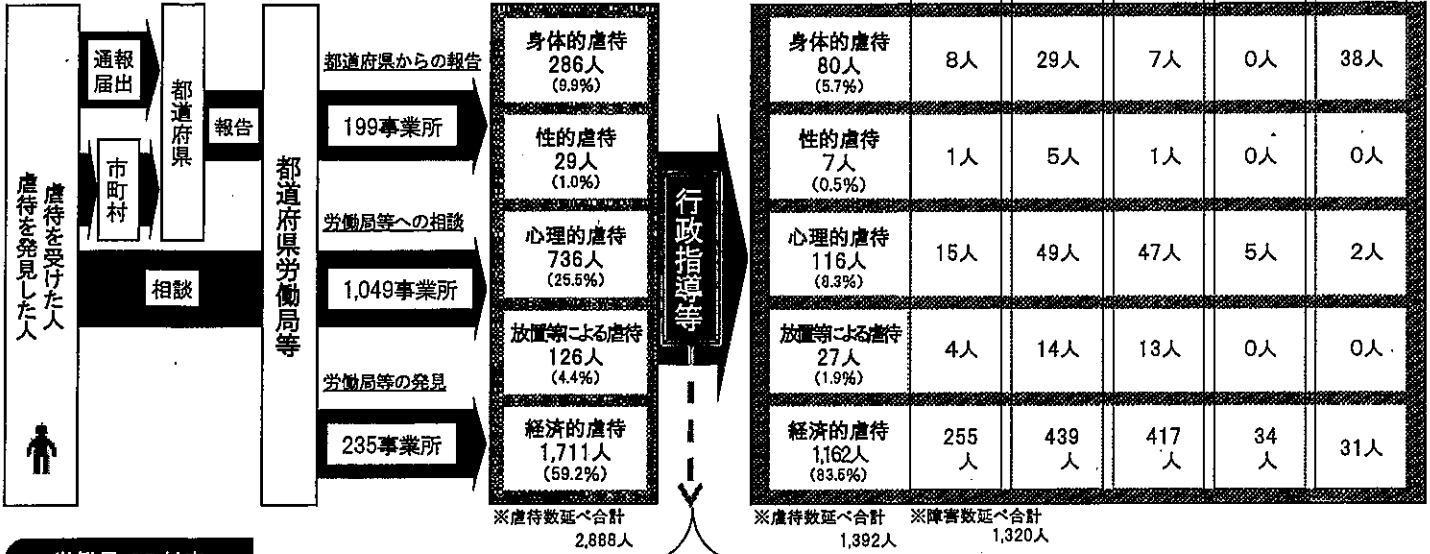 虐待を受けた人
虐待を発見した人
通報
届出
市町村
都道府県
報告
相談
都道府県労働局等
都道府県からの報告
199事業所
労働局等への相談
1,049事業所
労働局等の発見
235事業所
身体的虐待
286人
(9.9%)
性的虐待
29人
(1.0%)
心理的虐待
736人
(25.5%)
放置等による虐待
126人
(4.4%)
経済的虐待
1,711人
(59.2%)
※虐待数延べ合計
2,888人
行政指導等
身体的虐待
80人
(5.7%)
8人 29人 7人 0人 38人
性的虐待
7人
(0.5%)
1人 5人 1人 0人 0人
心理的虐待
116人
(8.3%)
15人 49人 47人 5人 2人
放置等による虐待
27人
(1.9%)
4人 14人 13人 0人 0人
経済的虐待
1,162人
(83.5%)
255人 439人 417人 34人 31人
※虐待数延べ合計
1,392人
※障害数延べ合計
1,320人